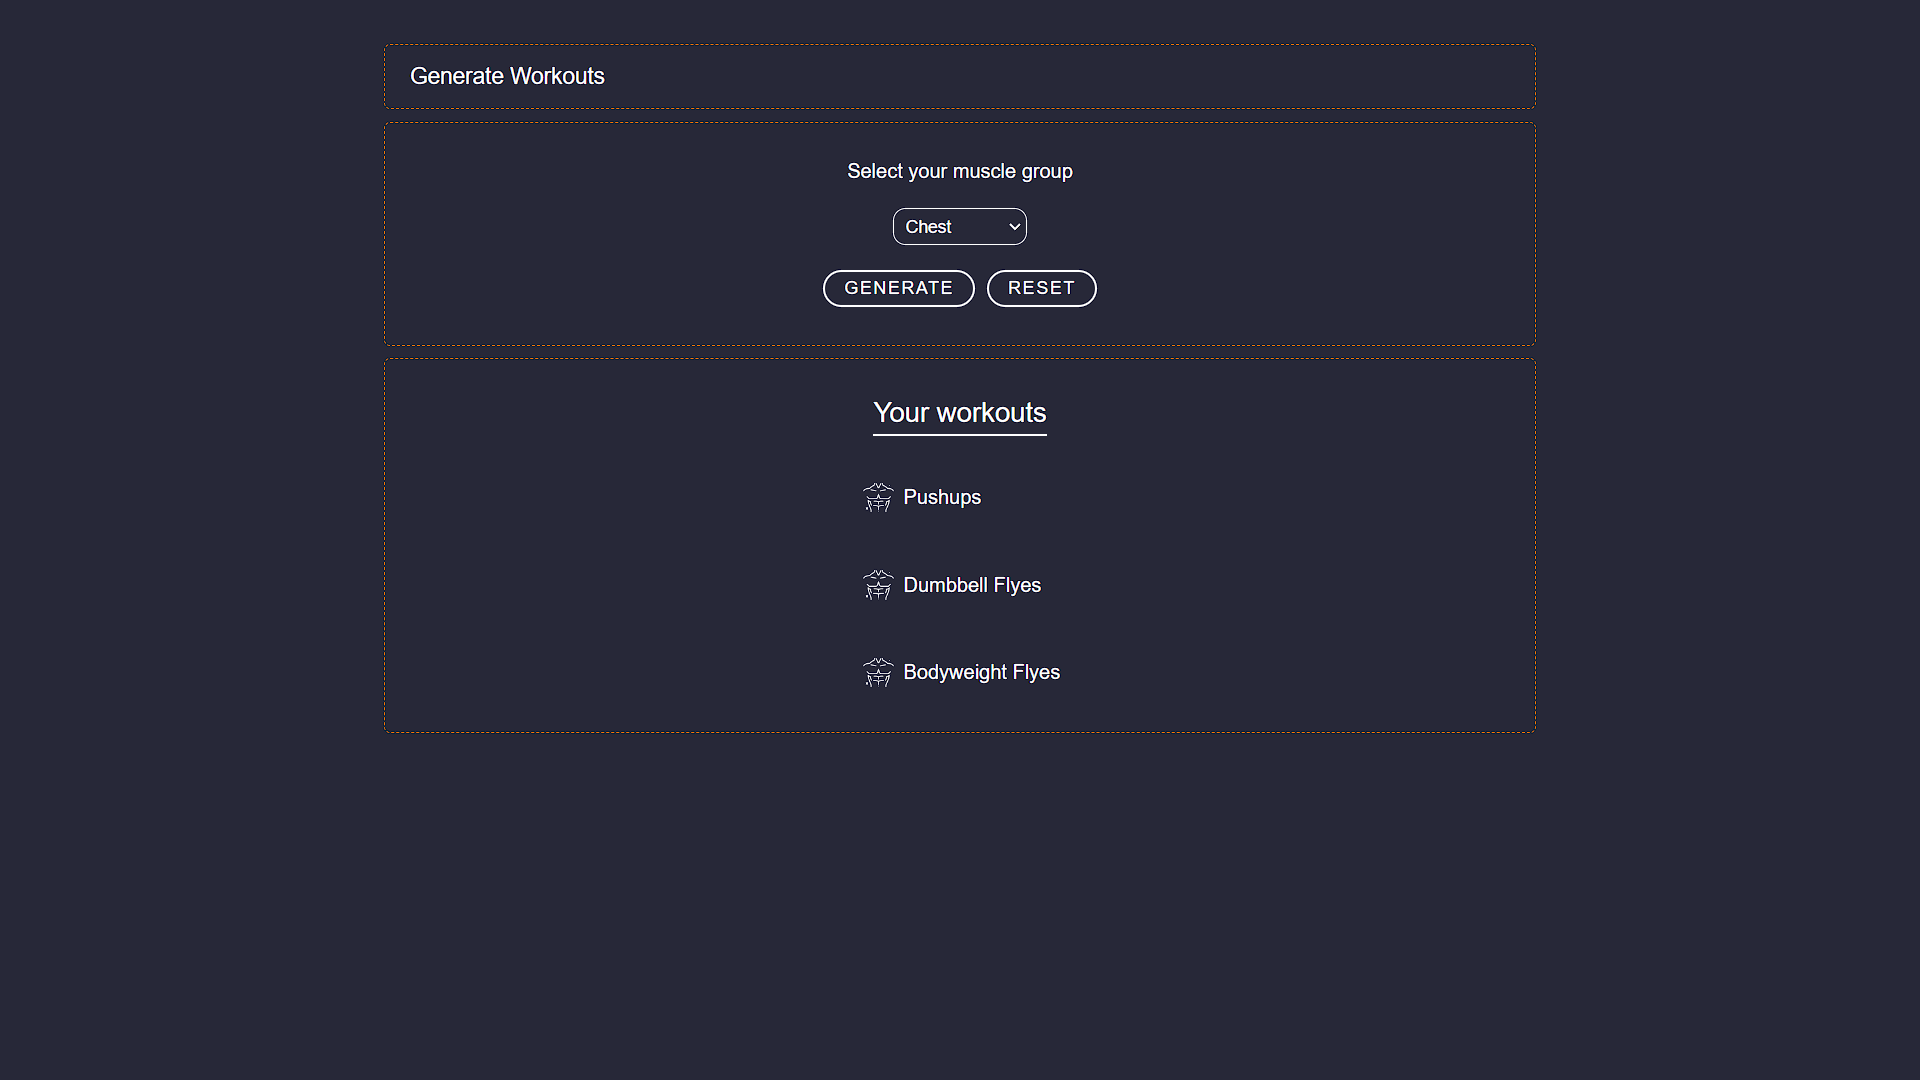 Generate Workouts
Select your muscle group
Chest
GENERATE RESET
Your workouts
Pushups
Dumbbell Flyes
Bodyweight Flyes